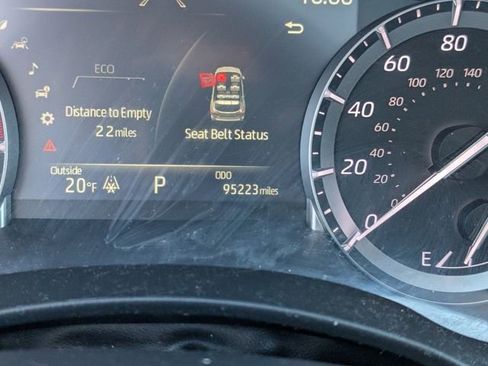 ECO
Distance to Empty
22 miles
Seat Belt Status
Outside
20°F
P
ODO
95223 miles
80
60
40
20
0
100
120
140
80
60
40
20
0
E